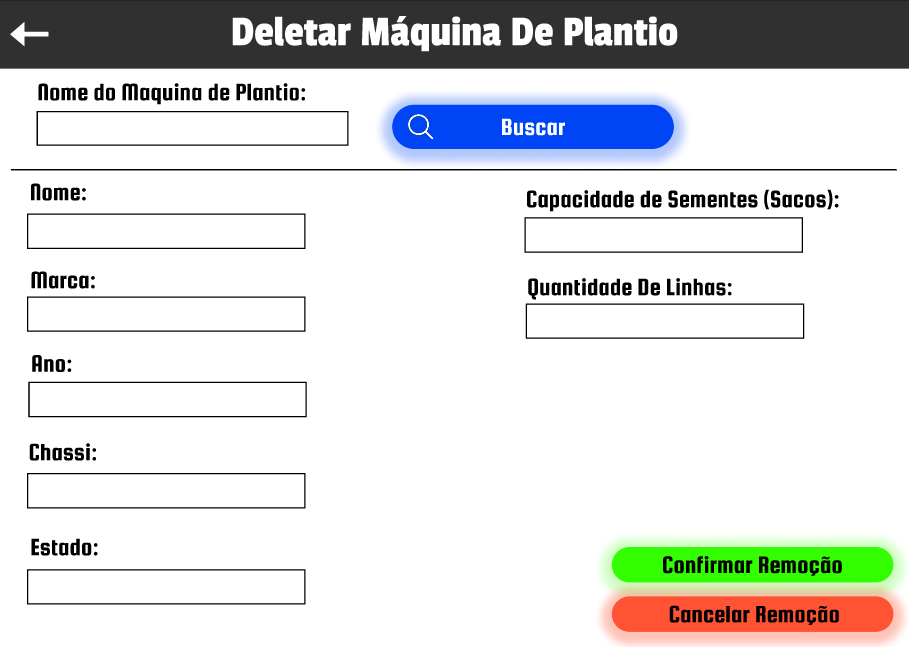 Deletar Máquina De Plantio
Nome do Maquina de Plantio:
Buscar
Nome:
Marca:
Ano:
Chassi:
Estado:
Capacidade de Sementes (Sacos):
Quantidade De Linhas:
Confirmar Remoção
Cancelar Remoção